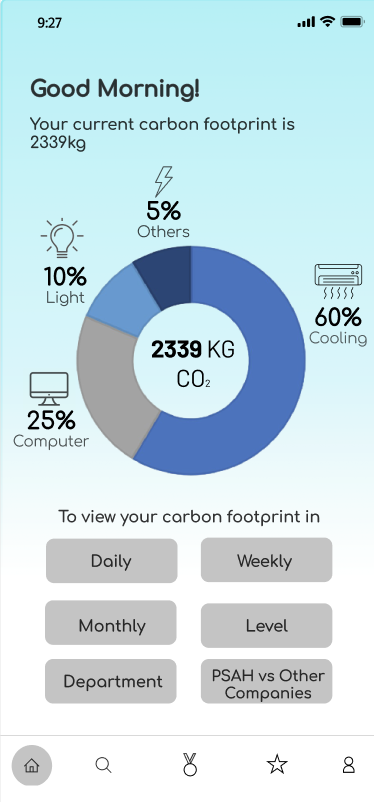 9:27
Good Morning!
Your current carbon footprint is
2339kg
5%
Others
10%
Light
60%
Cooling
2339 KG
CO₂
25%
Computer
To view your carbon footprint in
Daily
Weekly
Monthly
Level
Department
PSAH vs Other
Companies